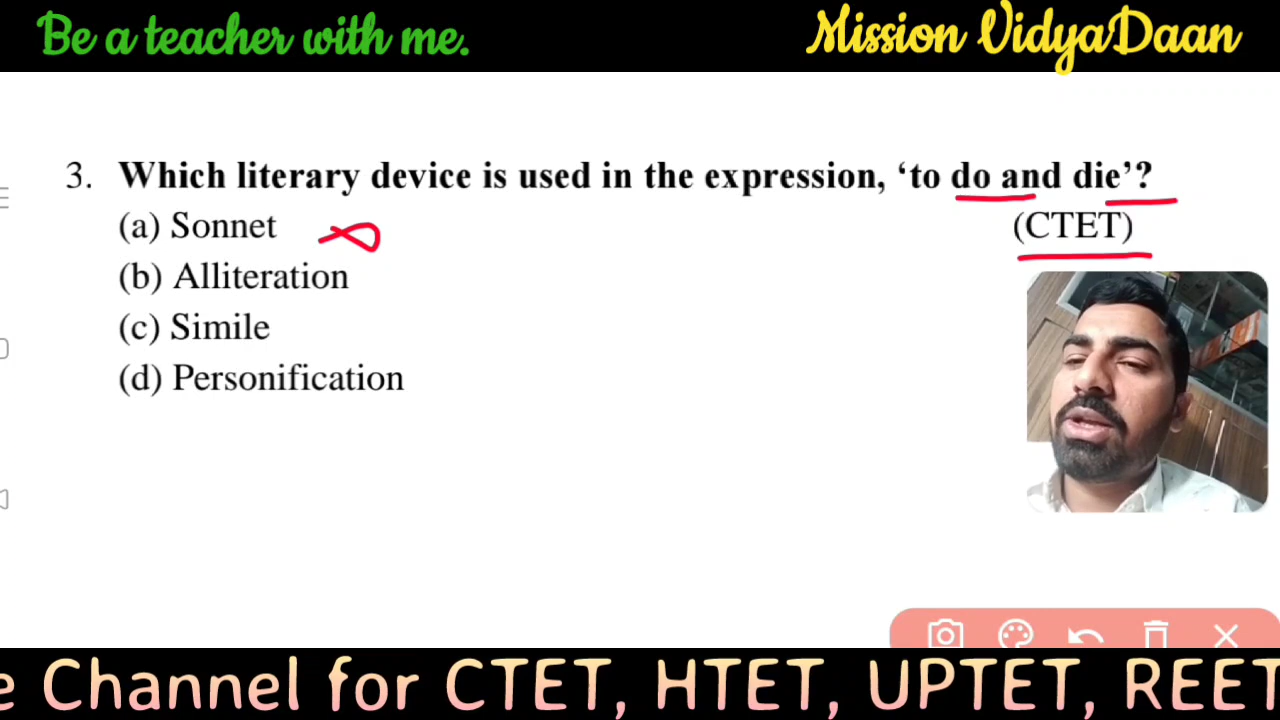 Be a teacher with me.
Mission VidyaDaan
3. Which literary device is used in the expression, ‘to do and die’?
(a) Sonnet
(CTET)
(b) Alliteration
(c) Simile
(d) Personification
e Channel for CTET, HTET, UPTET, REET